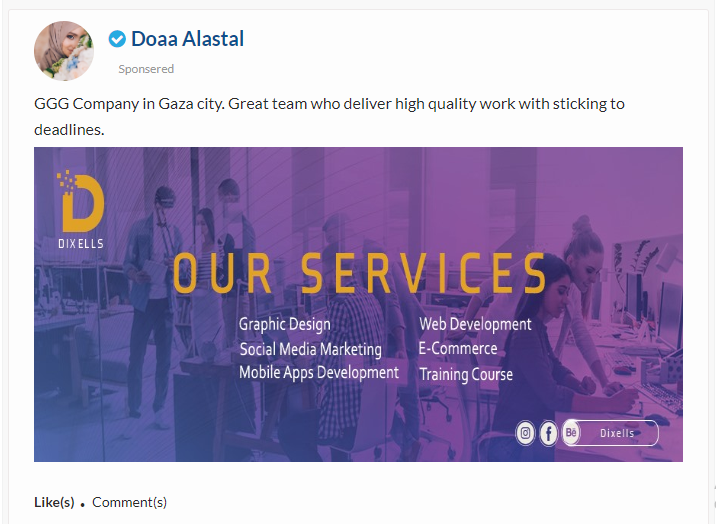 Doaa Alastal
Sponsored
GGG Company in Gaza city. Great team who deliver high quality work with sticking to
deadlines.
DIXELLS
OUR SERVICES
Graphic Design
Social Media Marketing
Mobile Apps Development
Web Development
E-Commerce
Training Course
Bē Dixells
Like(s) • Comment(s)